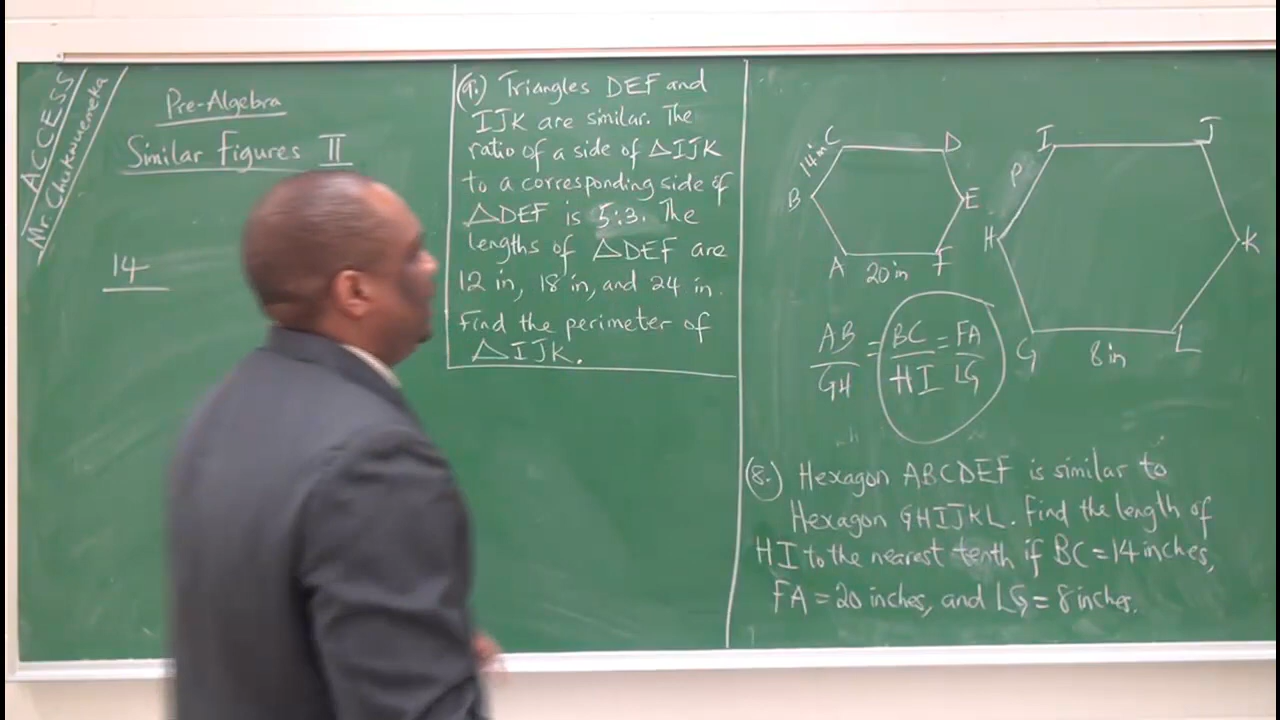 ACCESS
Mr. Chukwuemeka
Pre-Algebra
Similar Figures II
14
(9.) Triangles DEF and
IJK are similar. The
ratio of a side of △IJK
to a corresponding side of
△DEF is 5:3. The
lengths of △DEF are
12 in, 18 in, and 24 in.
Find the perimeter of
△IJK.
C D
14 in
B E
A F
20 in
I J
P
H K
G L
8 in
AB/GH = BC/HI = FA/LG
(8.) Hexagon ABCDEF is similar to
Hexagon GHIJKL. Find the length of
HI to the nearest tenth if BC = 14 inches,
FA = 20 inches, and LG = 8 inches.